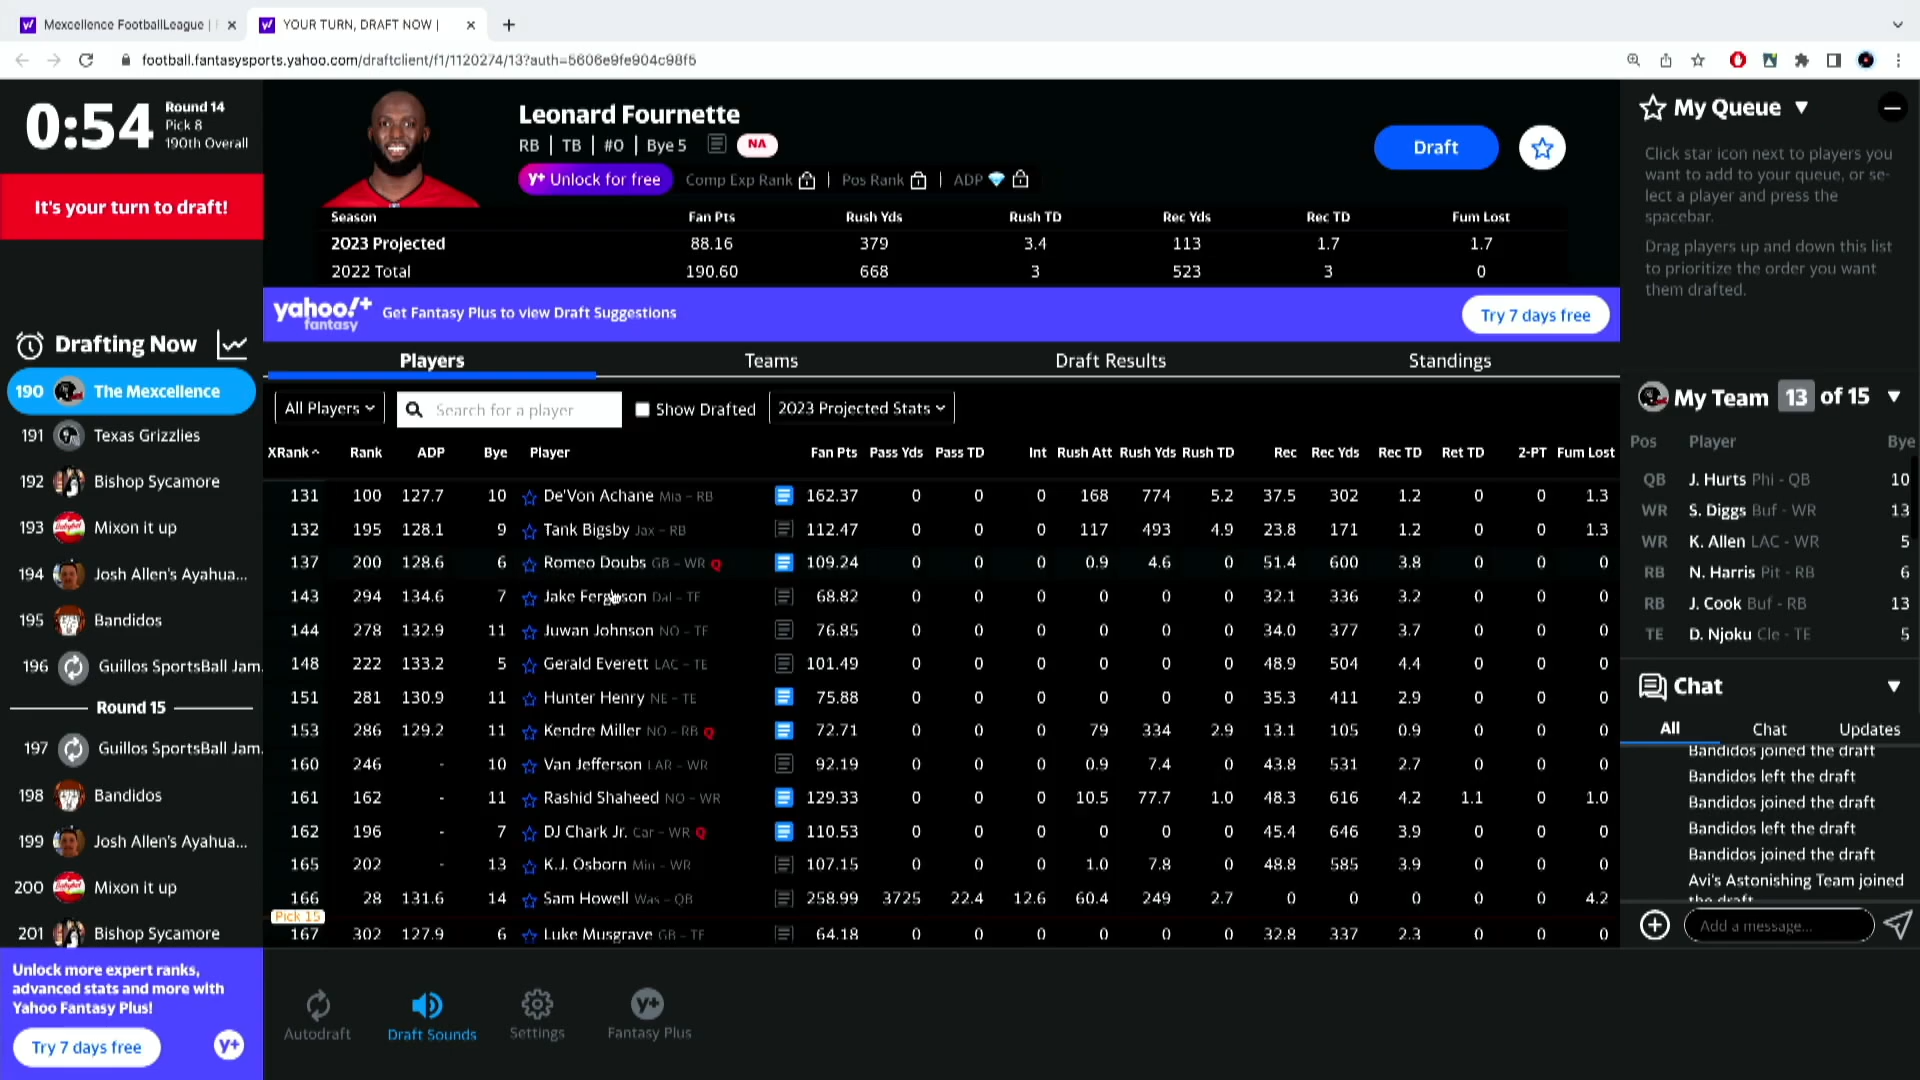 Mexcellence FootballLeague |
YOUR TURN, DRAFT NOW |
football.fantasysports.yahoo.com/draftclient/f1/1120274/13?auth=5606e9fe904c98f5
0:54
Round 14
Pick 8
190th Overall
It's your turn to draft!
Drafting Now
190 The Mexcellence
191 Texas Grizzlies
192 Bishop Sycamore
193 Mixon it up
194 Josh Allen's Ayahua...
195 Bandidos
196 Guillos SportsBall Jam.
Round 15
197 Guillos SportsBall Jam.
198 Bandidos
199 Josh Allen's Ayahua...
200 Mixon it up
201 Bishop Sycamore
Unlock more expert ranks,
advanced stats and more with
Yahoo Fantasy Plus!
Try 7 days free
y+
Leonard Fournette
RB | TB | #0 | Bye 5 NA
y+ Unlock for free Comp Exp Rank | Pos Rank | ADP
Draft
Season Fan Pts Rush Yds Rush TD Rec Yds Rec TD Fum Lost
2023 Projected 88.16 379 3.4 113 1.7 1.7
2022 Total 190.60 668 3 523 3 0
yahoo!+
fantasy
Get Fantasy Plus to view Draft Suggestions
Try 7 days free
Players Teams Draft Results Standings
All Players Search for a player Show Drafted 2023 Projected Stats
XRank Rank ADP Bye Player Fan Pts Pass Yds Pass TD Int Rush Att Rush Yds Rush TD Rec Rec Yds Rec TD Ret TD 2-PT Fum Lost
131 100 127.7 10 De'Von Achane Mia - RB 162.37 0 0 0 168 774 5.2 37.5 302 1.2 0 0 1.3
132 195 128.1 9 Tank Bigsby Jax - RB 112.47 0 0 0 117 493 4.9 23.8 171 1.2 0 0 1.3
137 200 128.6 6 Romeo Doubs GB - WR Q 109.24 0 0 0 0.9 4.6 0 51.4 600 3.8 0 0 0
143 294 134.6 7 Jake Ferguson Dal - TE 68.82 0 0 0 0 0 0 32.1 336 3.2 0 0 0
144 278 132.9 11 Juwan Johnson NO - TE 76.85 0 0 0 0 0 0 34.0 377 3.7 0 0 0
148 222 133.2 5 Gerald Everett LAC - TE 101.49 0 0 0 0 0 0 48.9 504 4.4 0 0 0
151 281 130.9 11 Hunter Henry NE - TE 75.88 0 0 0 0 0 0 35.3 411 2.9 0 0 0
153 286 129.2 11 Kendre Miller NO - RB Q 72.71 0 0 0 79 334 2.9 13.1 105 0.9 0 0 0
160 246 - 10 Van Jefferson LAR - WR 92.19 0 0 0 0.9 7.4 0 43.8 531 2.7 0 0 0
161 162 - 11 Rashid Shaheed NO - WR 129.33 0 0 0 10.5 77.7 1.0 48.3 616 4.2 1.1 0 1.0
162 196 - 7 DJ Chark Jr. Car - WR Q 110.53 0 0 0 0 0 0 45.4 646 3.9 0 0 0
165 202 - 13 K.J. Osborn Min - WR 107.15 0 0 0 1.0 7.8 0 48.8 585 3.9 0 0 0
166 28 131.6 14 Sam Howell Was - QB 258.99 3725 22.4 12.6 60.4 249 2.7 0 0 0 0 0 4.2
Pick 15
167 302 127.9 6 Luke Musgrave GB - TE 64.18 0 0 0 0 0 0 32.8 337 2.3 0 0 0
Autodraft Draft Sounds Settings Fantasy Plus
y+
My Queue
Click star icon next to players you
want to add to your queue, or se-
lect a player and press the
spacebar.
Drag players up and down this list
to prioritize the order you want
them drafted.
My Team 13 of 15
Pos Player Bye
QB J. Hurts Phi - QB 10
WR S. Diggs Buf - WR 13
WR K. Allen LAC - WR 5
RB N. Harris Pit - RB 6
RB J. Cook Buf - RB 13
TE D. Njoku Cle - TE 5
Chat
All Chat Updates
Bandidos joined the draft
Bandidos left the draft
Bandidos joined the draft
Bandidos left the draft
Bandidos joined the draft
Avi's Astonishing Team joined
the draft
Add a message...